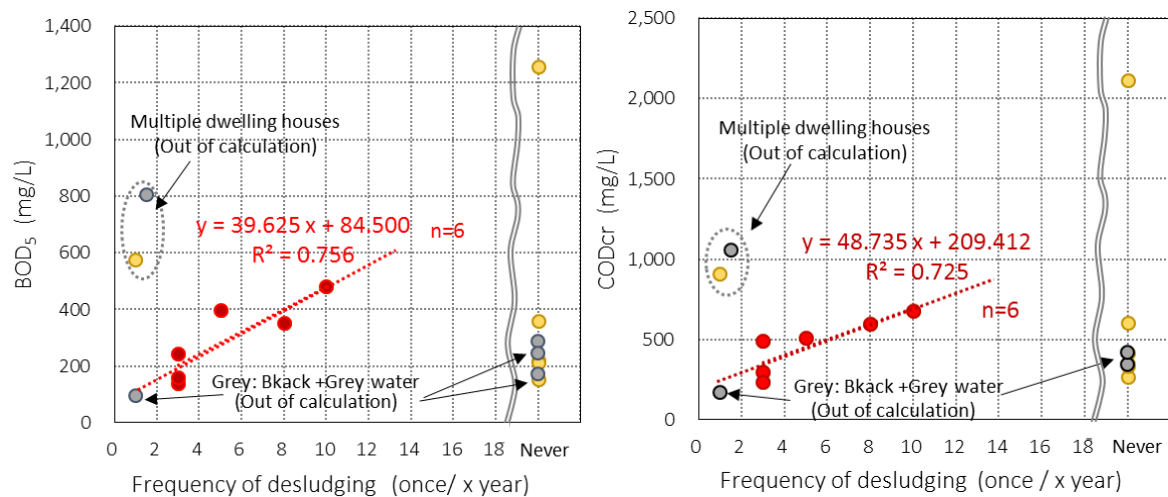 1,400
1,200
1,000
800
600
400
200
0
BOD5 (mg/L)
Multiple dwelling houses
(Out of calculation)
y = 39.625 x + 84.500
n=6
R² = 0.756
Grey: Bkack +Grey water
(Out of calculation)
0 2 4 6 8 10 12 14 16 18 Never
Frequency of desludging (once/ x year)
2,500
2,000
1,500
1,000
500
0
CODcr (mg/L)
Multiple dwelling houses
(Out of calculation)
y = 48.735 x + 209.412
R² = 0.725
n=6
Grey: Bkack +Grey water
(Out of calculation)
0 2 4 6 8 10 12 14 16 18 Never
Frequency of desludging (once / x year)